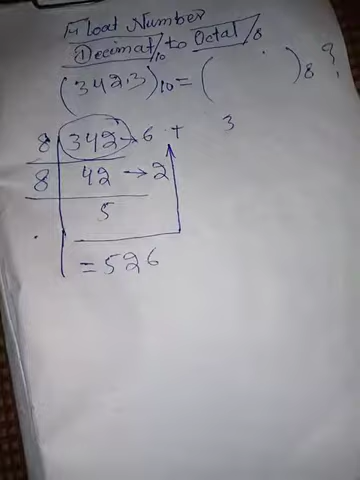 Float Number
① Decimal/10 to Octal/8
(342.3)10 = ( . )8 ?
8 342 → 6 + 3
8 42 → 2
5
= 526